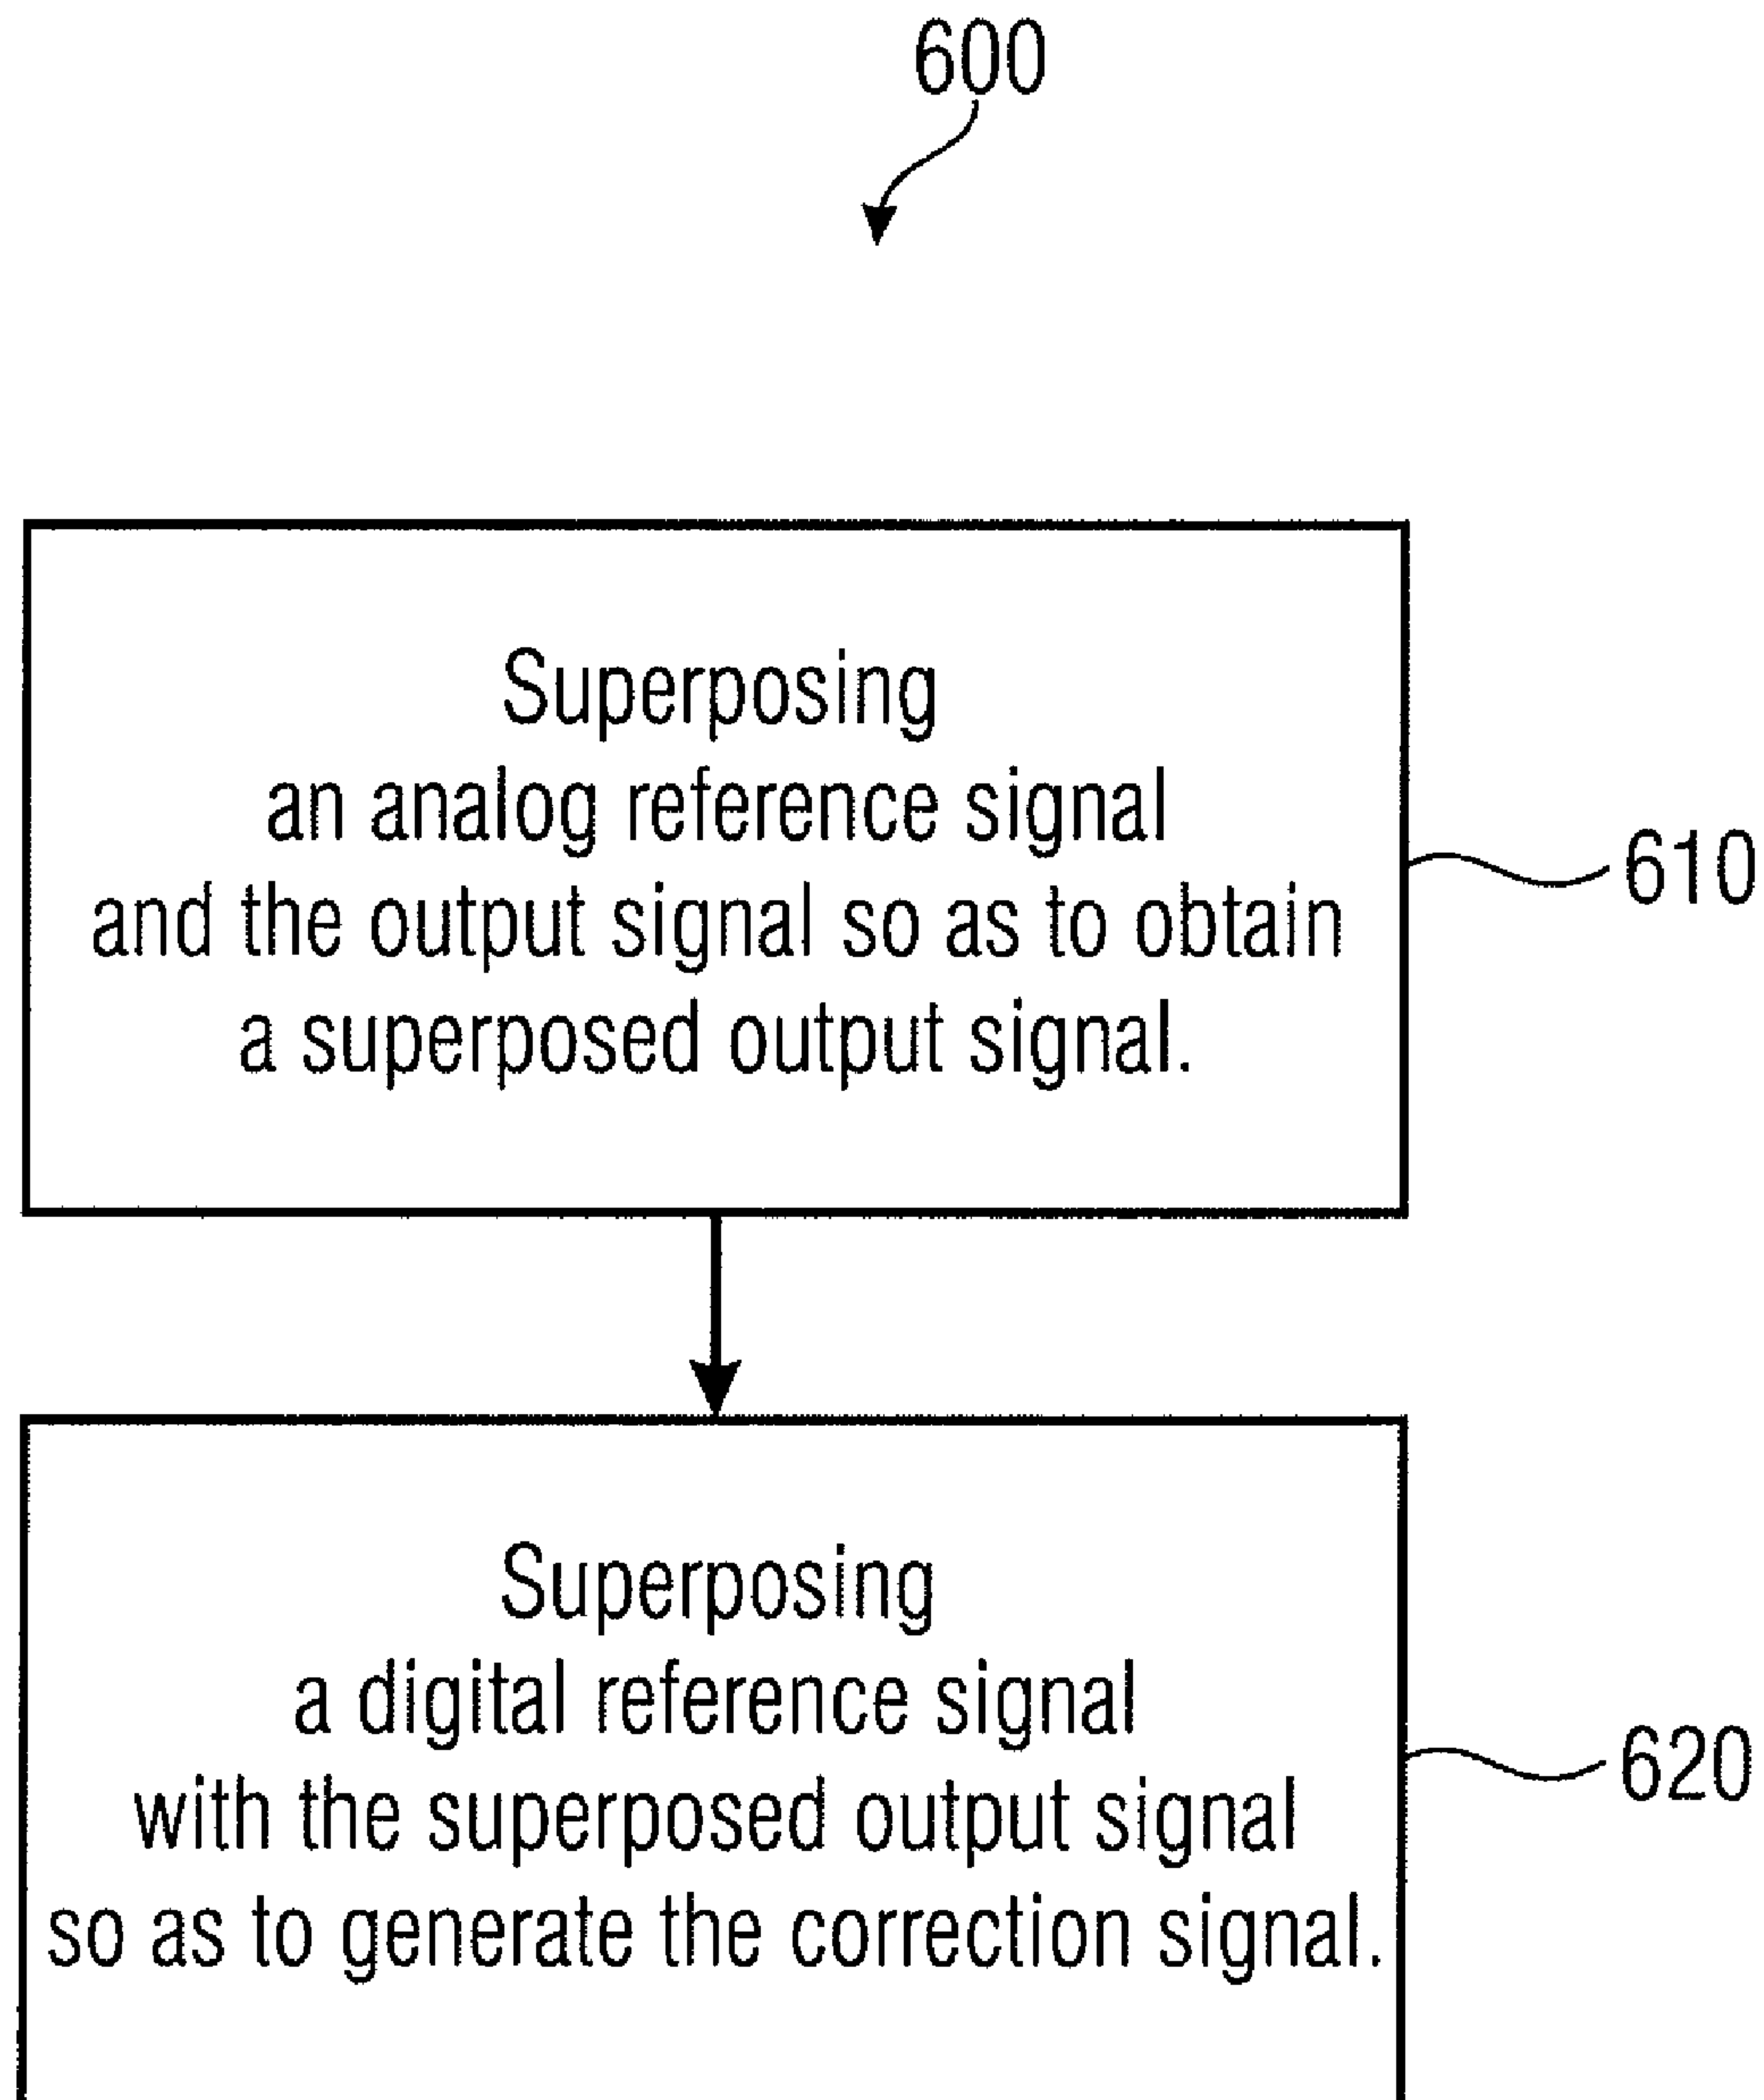 600
Superposing
an analog reference signal
and the output signal so as to obtain
a superposed output signal.
610
Superposing
a digital reference signal
with the superposed output signal
so as to generate the correction signal.
620